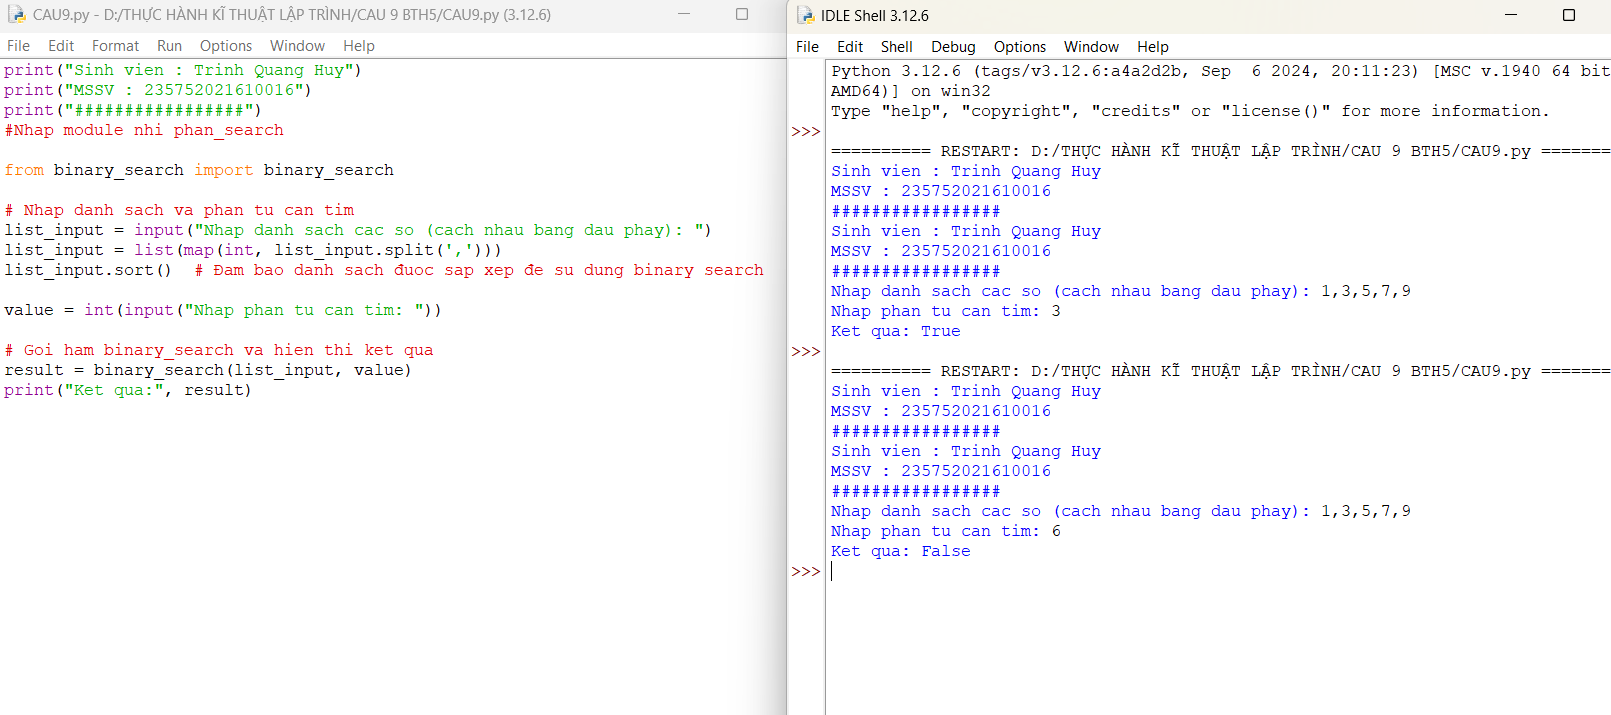 CAU9.py - D:/THỰC HÀNH KĨ THUẬT LẬP TRÌNH/CAU 9 BTH5/CAU9.py (3.12.6)
File Edit Format Run Options Window Help
print("Sinh vien : Trinh Quang Huy")
print("MSSV : 235752021610016")
print("#################")
#Nhap module nhi phan_search
from binary_search import binary_search
# Nhap danh sach va phan tu can tim
list_input = input("Nhap danh sach cac so (cach nhau bang dau phay): ")
list_input = list(map(int, list_input.split(',')))
list_input.sort()  # Đam bao danh sach đuoc sap xep đe su dung binary search
value = int(input("Nhap phan tu can tim: "))
# Goi ham binary_search va hien thi ket qua
result = binary_search(list_input, value)
print("Ket qua:", result)
IDLE Shell 3.12.6
File Edit Shell Debug Options Window Help
Python 3.12.6 (tags/v3.12.6:a4a2d2b, Sep  6 2024, 20:11:23) [MSC v.1940 64 bit
AMD64)] on win32
Type "help", "copyright", "credits" or "license()" for more information.
>>>
========== RESTART: D:/THỰC HÀNH KĨ THUẬT LẬP TRÌNH/CAU 9 BTH5/CAU9.py =======
Sinh vien : Trinh Quang Huy
MSSV : 235752021610016
#################
Sinh vien : Trinh Quang Huy
MSSV : 235752021610016
#################
Nhap danh sach cac so (cach nhau bang dau phay): 1,3,5,7,9
Nhap phan tu can tim: 3
Ket qua: True
>>>
========== RESTART: D:/THỰC HÀNH KĨ THUẬT LẬP TRÌNH/CAU 9 BTH5/CAU9.py =======
Sinh vien : Trinh Quang Huy
MSSV : 235752021610016
#################
Sinh vien : Trinh Quang Huy
MSSV : 235752021610016
#################
Nhap danh sach cac so (cach nhau bang dau phay): 1,3,5,7,9
Nhap phan tu can tim: 6
Ket qua: False
>>>